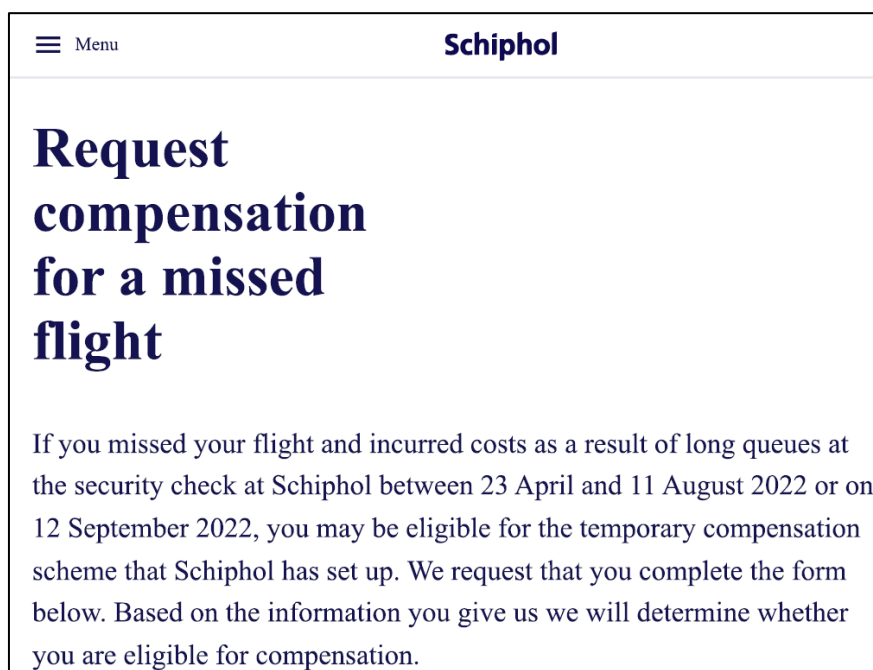 Menu
Schiphol
Request
compensation
for a missed
flight
If you missed your flight and incurred costs as a result of long queues at
the security check at Schiphol between 23 April and 11 August 2022 or on
12 September 2022, you may be eligible for the temporary compensation
scheme that Schiphol has set up. We request that you complete the form
below. Based on the information you give us we will determine whether
you are eligible for compensation.